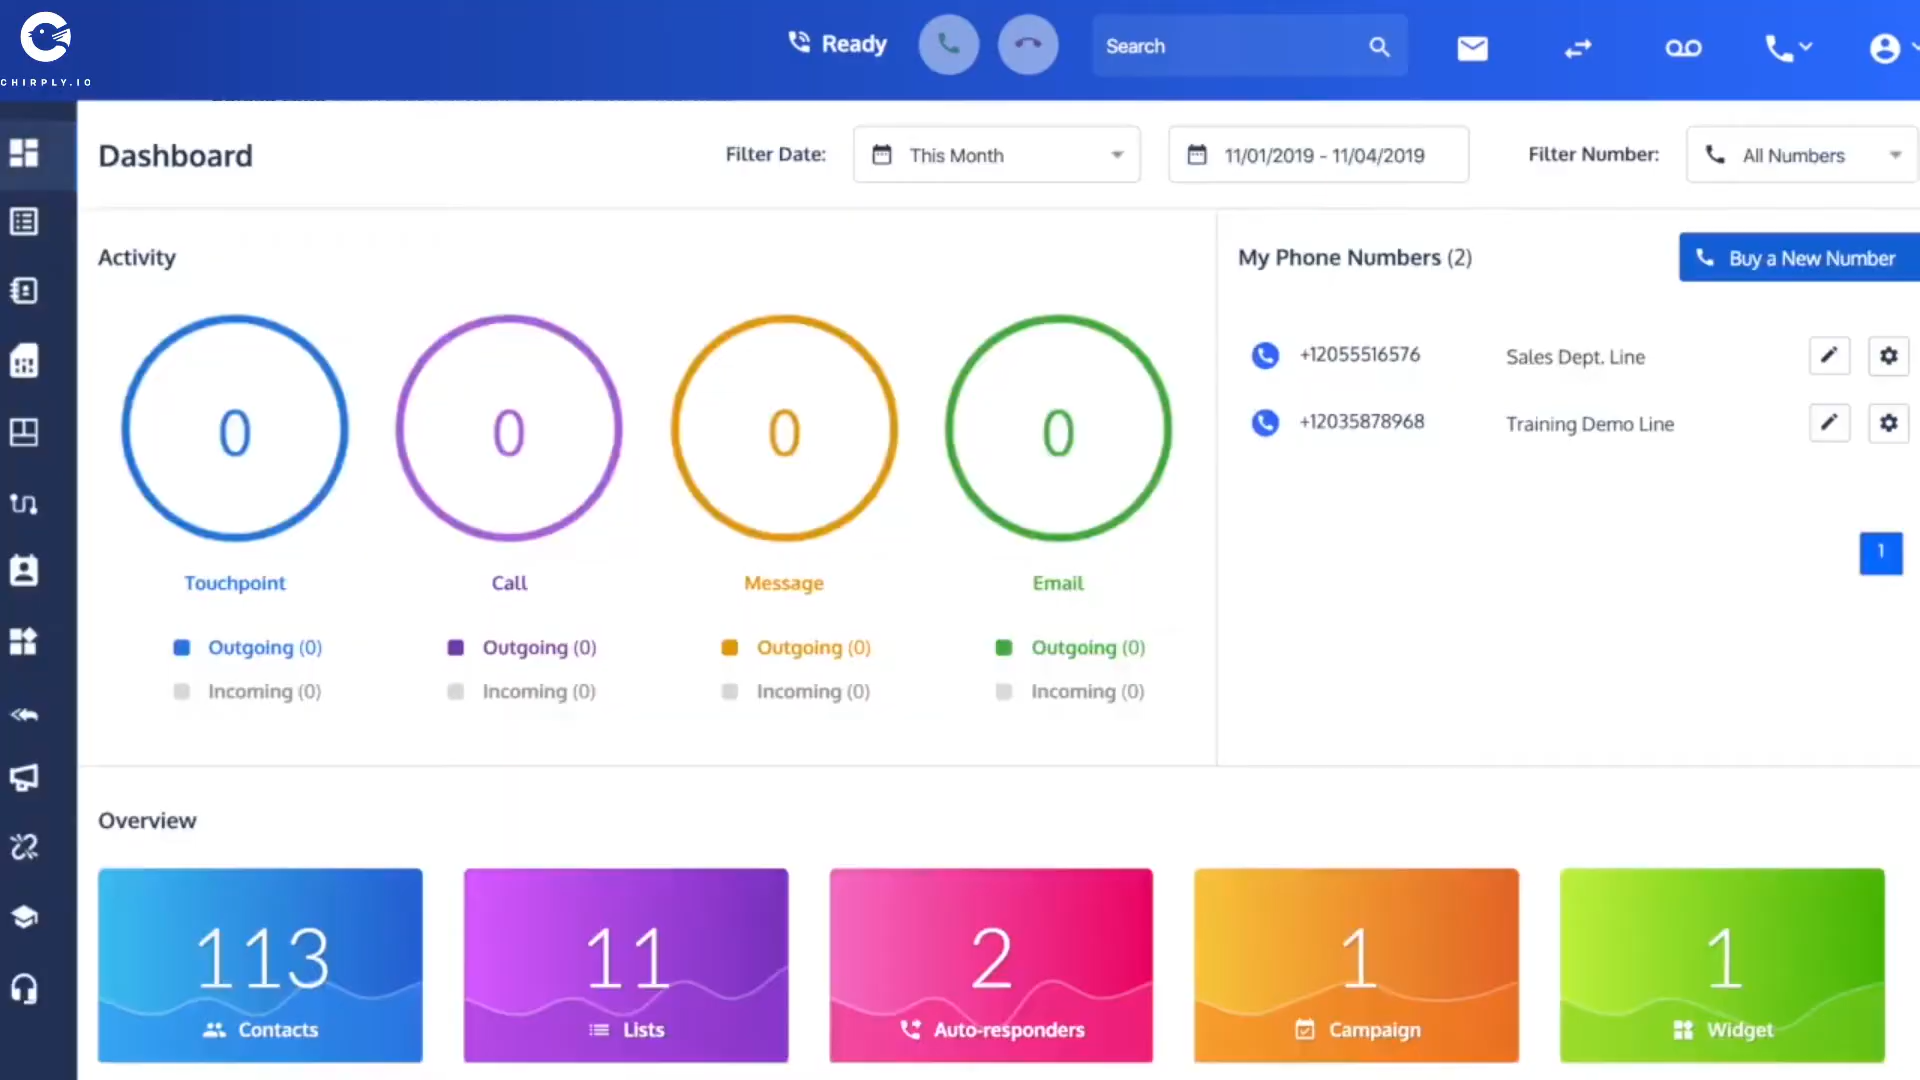 CHIRPLY.IO
Ready
Search
Dashboard
Filter Date:
This Month
11/01/2019 - 11/04/2019
Filter Number:
All Numbers
Activity
0
0
0
0
Touchpoint
Call
Message
Email
Outgoing (0)
Outgoing (0)
Outgoing (0)
Outgoing (0)
Incoming (0)
Incoming (0)
Incoming (0)
Incoming (0)
My Phone Numbers (2)
Buy a New Number
+12055516576
Sales Dept. Line
+12035878968
Training Demo Line
1
Overview
113
Contacts
11
Lists
2
Auto-responders
1
Campaign
1
Widget